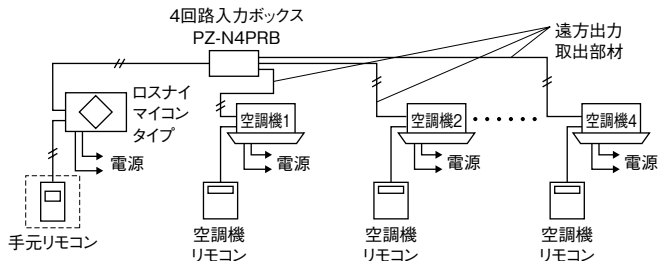 4回路入力ボックス
PZ-N4PRB
遠方出力
取出部材
ロスナイ
マイコン
タイプ
空調機1
空調機2
空調機4
電源
電源
電源
電源
手元リモコン
空調機
リモコン
空調機
リモコン
空調機
リモコン